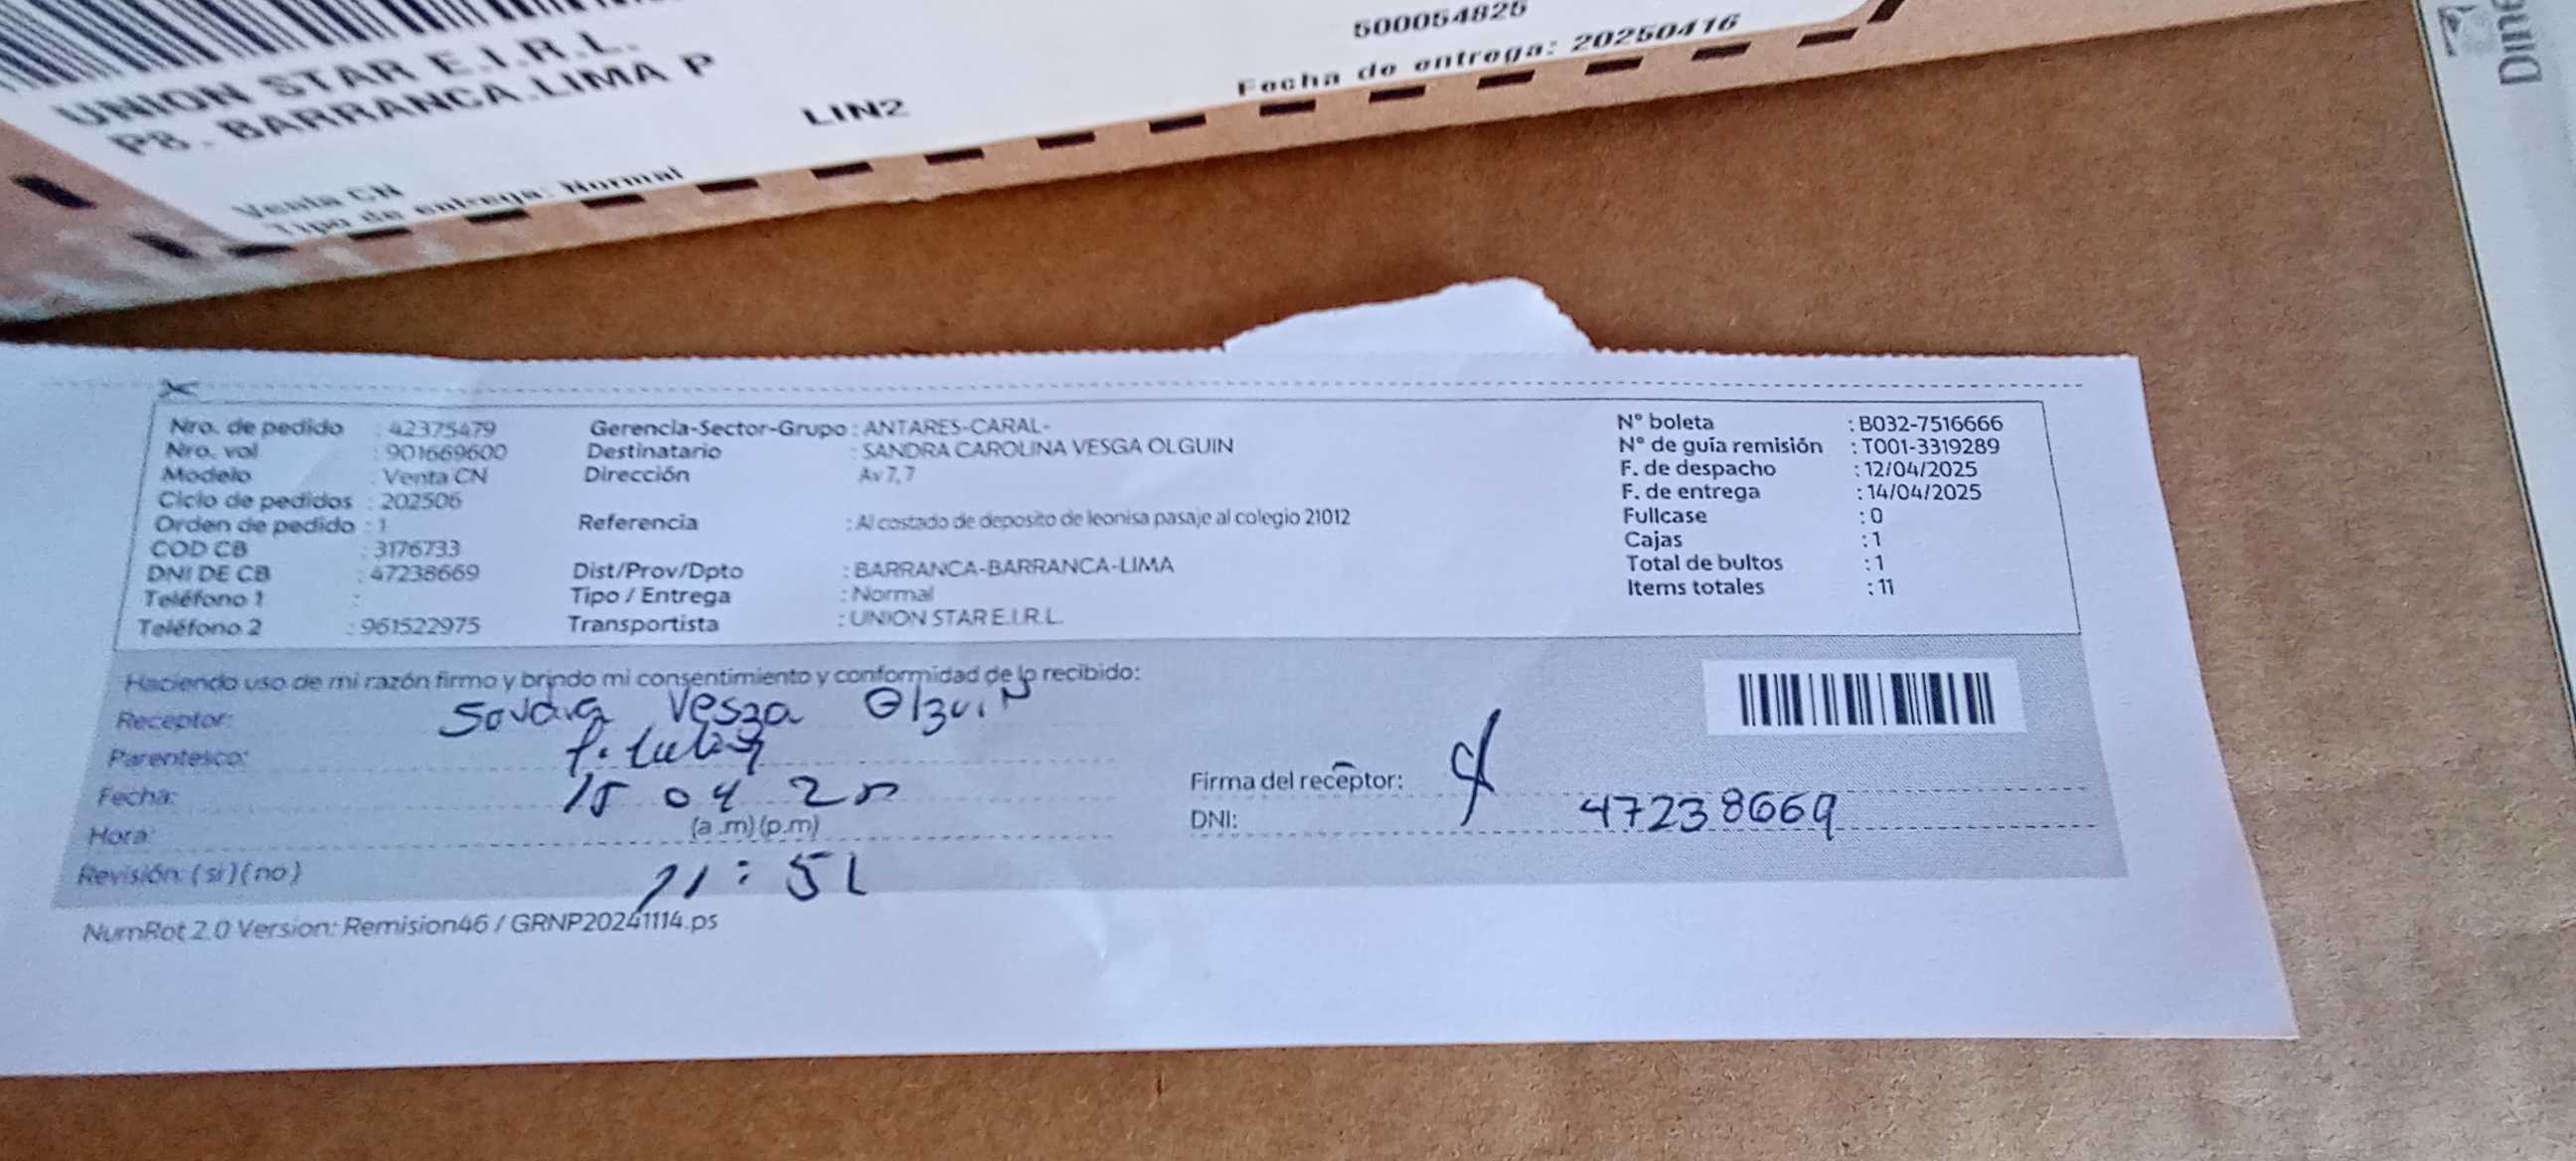 500054825
Fecha de entrega: 20250416
UNION STAR E.I.R.L.
P8. BARRANCA.LIMA P
LIN2
Venta CN
Tipo de entrega: Normal
Nro. de pedido : 42375479
Nro. vol : 901669600
Modelo : Venta CN
Ciclo de pedidos : 202506
Orden de pedido : 1
COD CB : 3176733
DNI DE CB : 47238669
Teléfono 1 :
Teléfono 2 : 961522975
Gerencia-Sector-Grupo : ANTARES-CARAL-
Destinatario : SANDRA CAROLINA VESGA OLGUIN
Dirección Av 7, 7
Referencia : Al costado de deposito de leonisa pasaje al colegio 21012
Dist/Prov/Dpto : BARRANCA-BARRANCA-LIMA
Tipo / Entrega : Normal
Transportista : UNION STAR E.I.R.L.
N° boleta : B032-7516666
N° de guía remisión : T001-3319289
F. de despacho : 12/04/2025
F. de entrega : 14/04/2025
Fullcase : 0
Cajas : 1
Total de bultos : 1
Items totales : 11
Haciendo uso de mi razón firmo y brindo mi consentimiento y conformidad de lo recibido:
Receptor: Sandra Vesga Olguin
Parentesco:
Fecha: 15 04
Hora: (a .m) (p.m)
Revisión: ( si ) ( no ) 11:51
Firma del receptor:
DNI: 47238669
NumRot 2.0 Version: Remision46 / GRNP20241114.ps